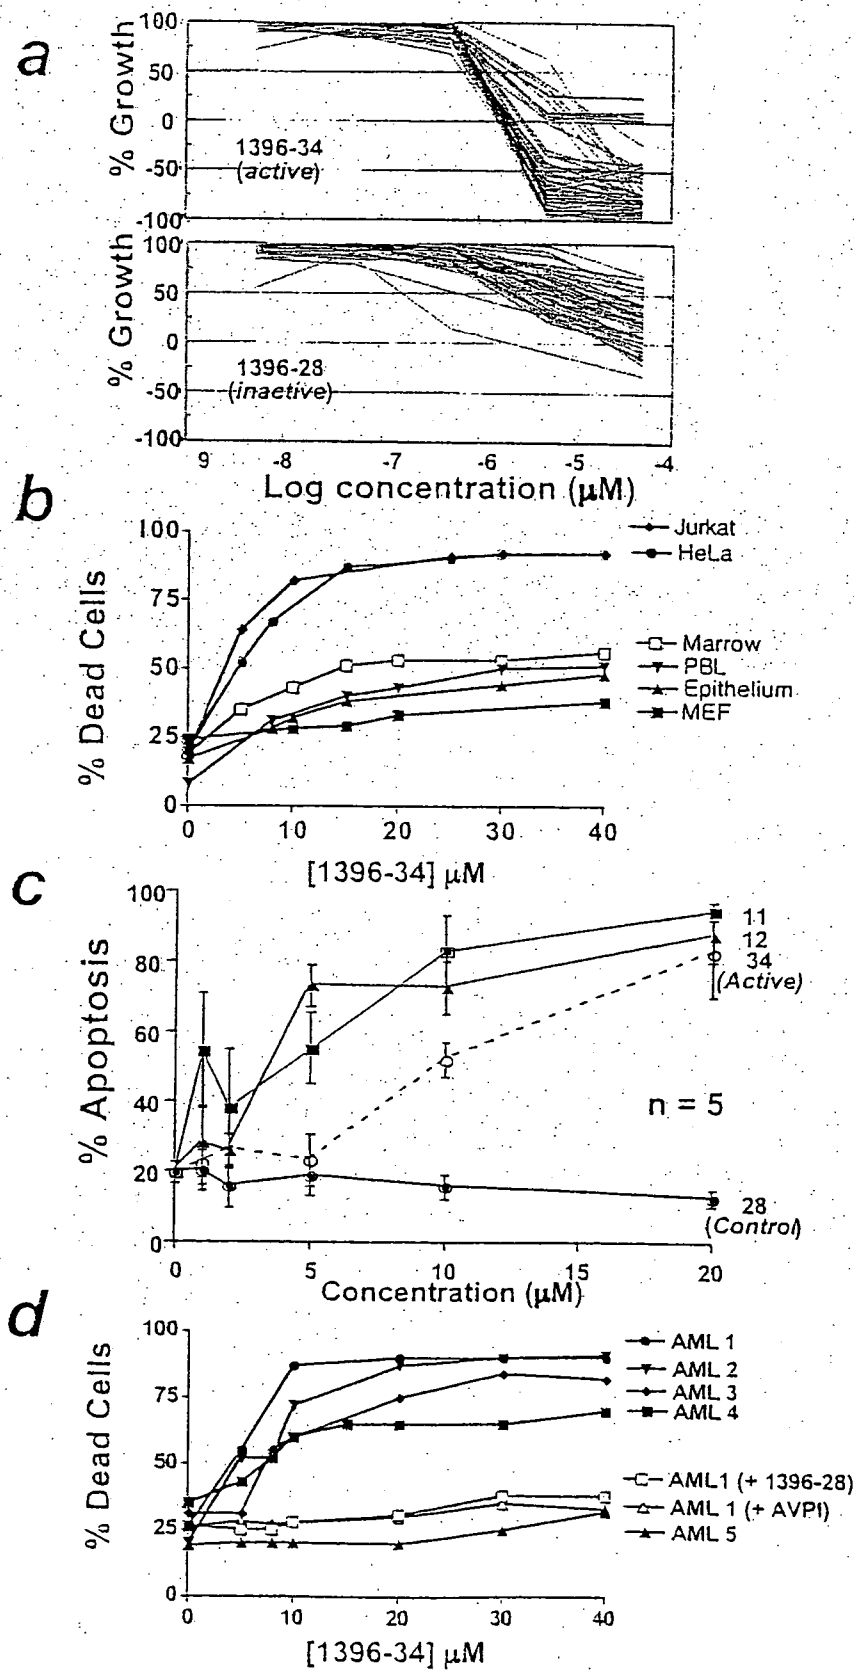 a
% Growth
100
50
0
-50
-100
1396-34
(active)
% Growth
100
50
0
-50
-100
1396-28
(inactive)
9 -8 -7 -6 -5 -4
Log concentration (µM)
b
% Dead Cells
100
75
50
25
0
Jurkat
HeLa
Marrow
PBL
Epithelium
MEF
0 10 20 30 40
[1396-34] µM
c
% Apoptosis
100
80
60
40
20
0
11
12
34
(Active)
n = 5
28
(Control)
0 5 10 15 20
Concentration (µM)
d
% Dead Cells
100
75
50
25
0
AML 1
AML 2
AML 3
AML 4
AML1 (+ 1396-28)
AML 1 (+ AVPI)
AML 5
0 10 20 30 40
[1396-34] µM